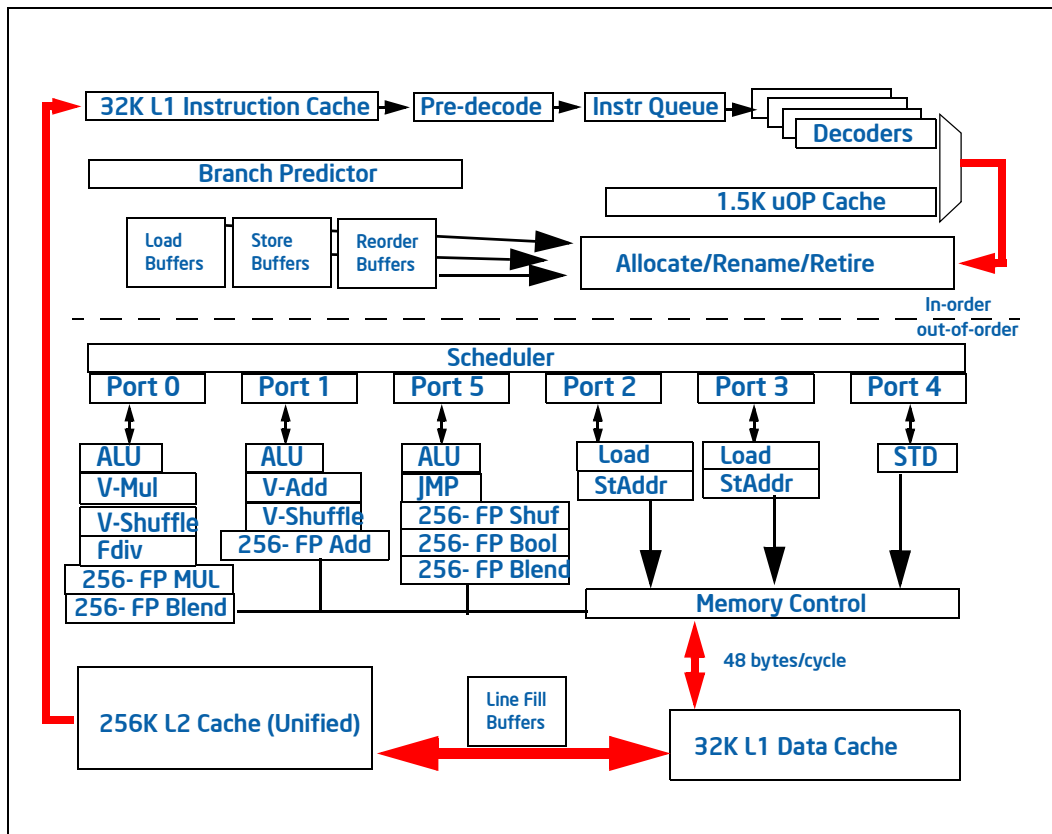 32K L1 Instruction Cache
Pre-decode
Instr Queue
Decoders
Branch Predictor
1.5K uOP Cache
Load
Buffers
Store
Buffers
Reorder
Buffers
Allocate/Rename/Retire
In-order
out-of-order
Scheduler
Port 0
Port 1
Port 5
Port 2
Port 3
Port 4
ALU
V-Mul
V-Shuffle
Fdiv
256- FP MUL
256- FP Blend
ALU
V-Add
V-Shuffle
256- FP Add
ALU
JMP
256- FP Shuf
256- FP Bool
256- FP Blend
Load
StAddr
Load
StAddr
STD
Memory Control
48 bytes/cycle
256K L2 Cache (Unified)
Line Fill
Buffers
32K L1 Data Cache